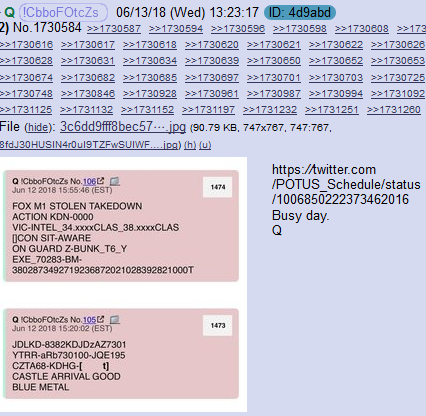 Q !CbboFOtcZs 06/13/18 (Wed) 13:23:17 ID: 4d9abd
2) No.1730584 >>1730587 >>1730594 >>1730596 >>1730598 >>1730608
>>1730616 >>1730617 >>1730618 >>1730620 >>1730621 >>1730622 >>1730626
>>1730630 >>1730631 >>1730634 >>1730640 >>1730650 >>1730652 >>1730653
>>1730674 >>1730682 >>1730685 >>1730697 >>1730701 >>1730703 >>1730725
>>1730748 >>1730846 >>1730928 >>1730961 >>1730987 >>1730994 >>1731092
>>1731125 >>1731132 >>1731152 >>1731197 >>1731232 >>1731251 >>1731260
File (hide): 3c6dd9fff8bec57⋯.jpg (90.79 KB, 747x767, 747:767,
8fdJ30HUSIN4r0uI9TZFwSUIWF....jpg) (h) (u)
Q !CbboFOtcZs No.106
Jun 12 2018 15:55:46 (EST)
1474
FOX M1 STOLEN TAKEDOWN
ACTION KDN-0000
VIC-INTEL_34.xxxxCLAS_38.xxxxCLAS
[]CON SIT-AWARE
ON GUARD Z-BUNK_T6_Y
EXE_70283-BM-
38028734927192368720210283928210000T
Q !CbboFOtcZs No.105
Jun 12 2018 15:20:02 (EST)
1473
JDLKD-8382KDJDzAZ7301
YTRR-aRb730100-JQE195
CZTA68-KDHG-[ t]
CASTLE ARRIVAL GOOD
BLUE METAL
https://twitter.com
/POTUS_Schedule/status
/1006850222373462016
Busy day.
Q